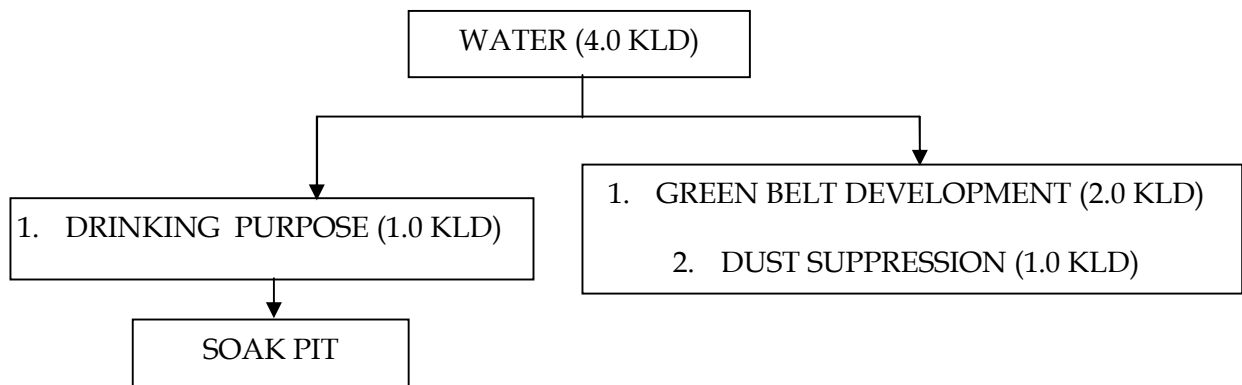 WATER (4.0 KLD)
1. DRINKING PURPOSE (1.0 KLD)
SOAK PIT
1. GREEN BELT DEVELOPMENT (2.0 KLD)
2. DUST SUPPRESSION (1.0 KLD)